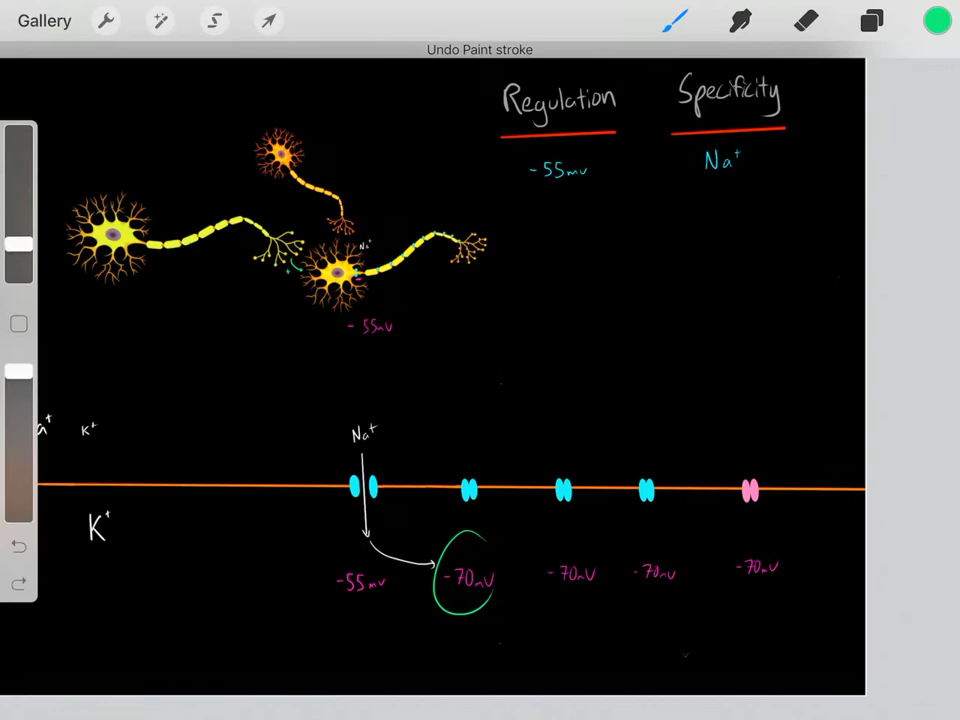 Gallery
Undo Paint stroke
Regulation
Specificity
-55mv
Na⁺
Na⁺
+
- 55mV
a⁺
K⁺
Na⁺
K⁺
-55mV
-70mV
-70mV
-70mV
-70mV